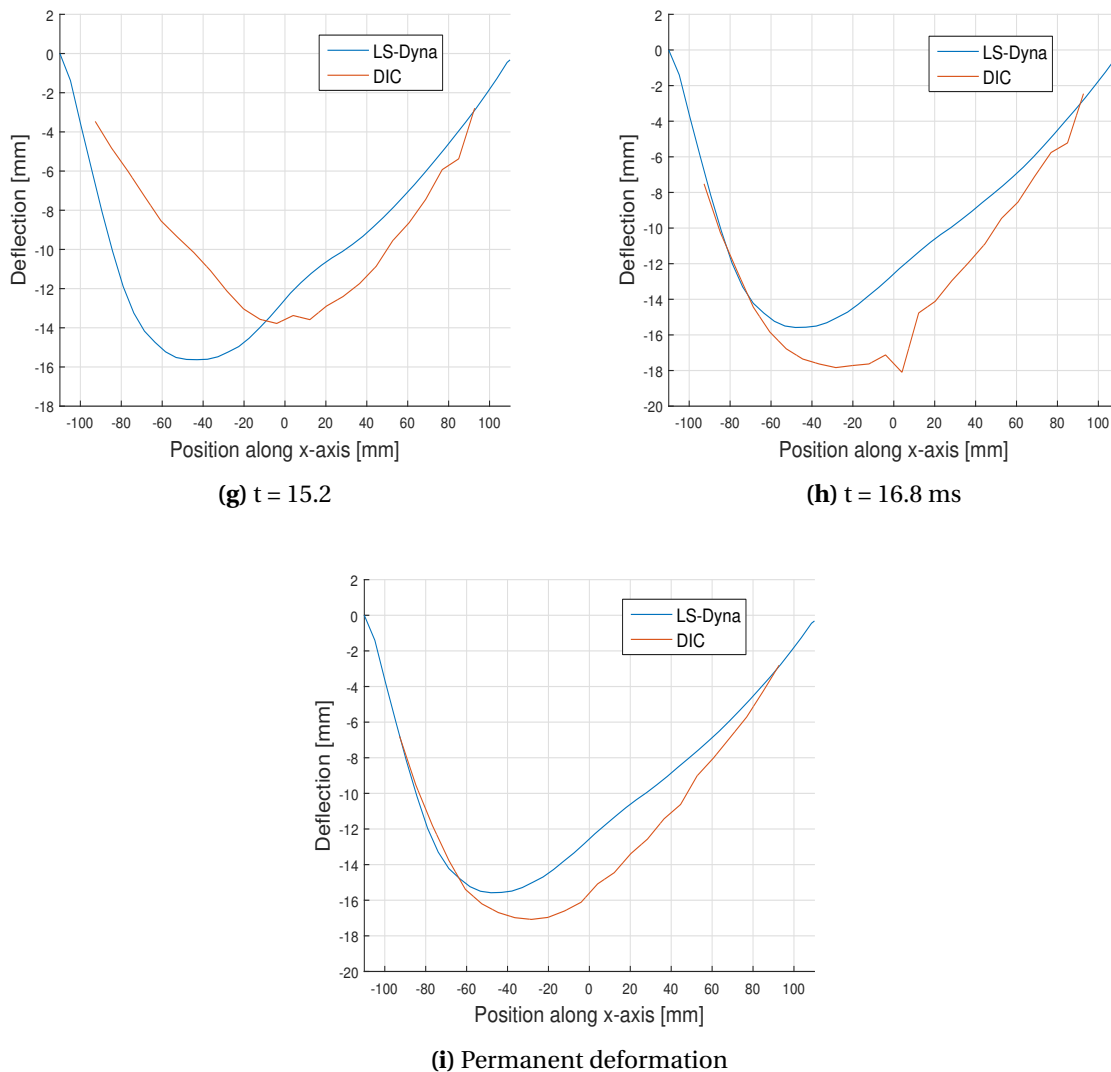 2
0
-2
-4
-6
-8
-10
-12
-14
-16
-18
Deflection [mm]
LS-Dyna
DIC
-100 -80 -60 -40 -20 0 20 40 60 80 100
Position along x-axis [mm]
(g) t = 15.2
2
0
-2
-4
-6
-8
-10
-12
-14
-16
-18
-20
Deflection [mm]
LS-Dyna
DIC
-100 -80 -60 -40 -20 0 20 40 60 80 100
Position along x-axis [mm]
(h) t = 16.8 ms
2
0
-2
-4
-6
-8
-10
-12
-14
-16
-18
-20
Deflection [mm]
LS-Dyna
DIC
-100 -80 -60 -40 -20 0 20 40 60 80 100
Position along x-axis [mm]
(i) Permanent deformation